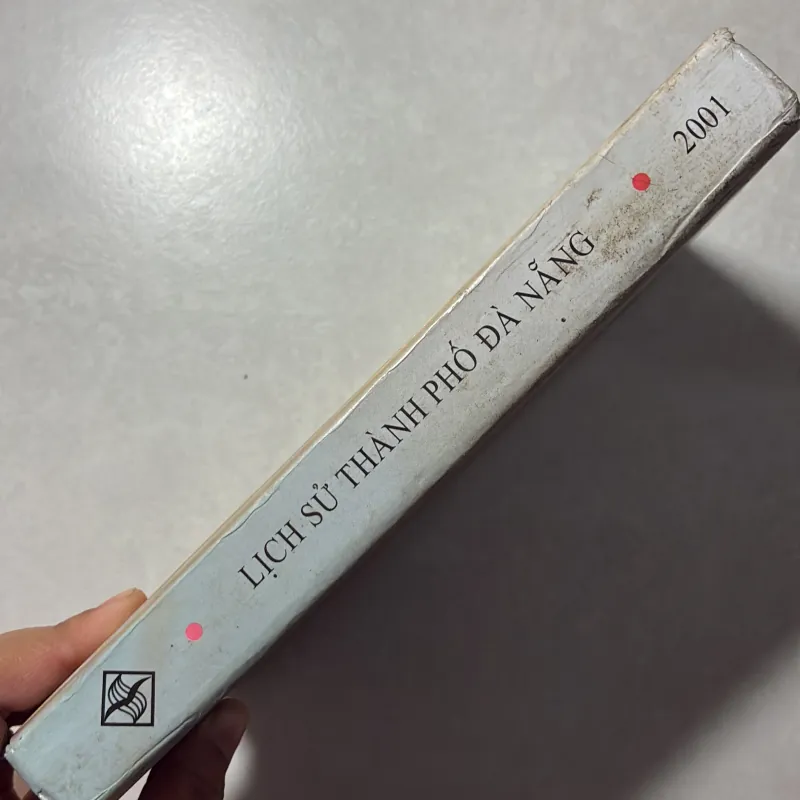 LỊCH SỬ THÀNH PHỐ ĐÀ NẴNG
2001